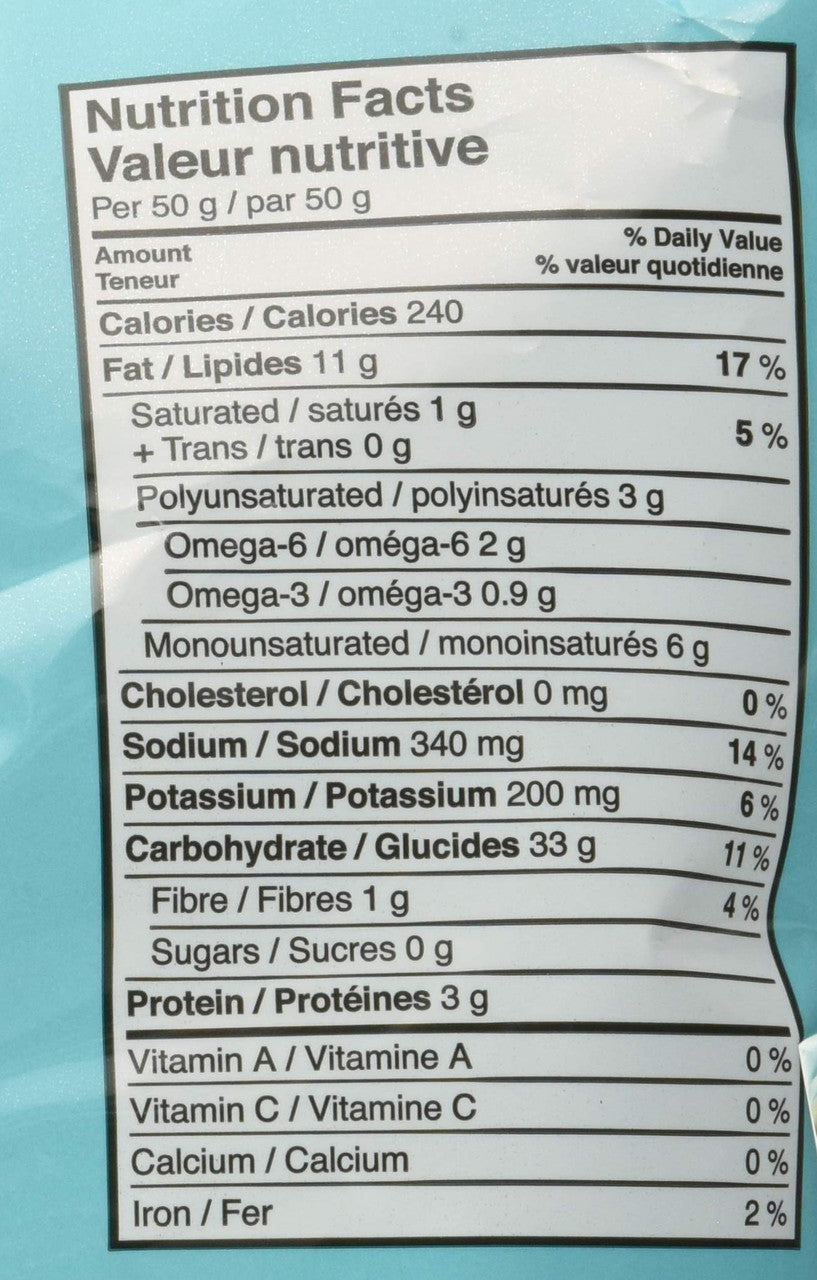 Nutrition Facts
Valeur nutritive
Per 50 g / par 50 g
Amount
Teneur
% Daily Value
% valeur quotidienne
Calories / Calories 240
Fat / Lipides 11 g 17 %
Saturated / saturés 1 g
+ Trans / trans 0 g 5 %
Polyunsaturated / polyinsaturés 3 g
Omega-6 / oméga-6 2 g
Omega-3 / oméga-3 0.9 g
Monounsaturated / monoinsaturés 6 g
Cholesterol / Cholestérol 0 mg 0 %
Sodium / Sodium 340 mg 14 %
Potassium / Potassium 200 mg 6 %
Carbohydrate / Glucides 33 g 11 %
Fibre / Fibres 1 g 4 %
Sugars / Sucres 0 g
Protein / Protéines 3 g
Vitamin A / Vitamine A 0 %
Vitamin C / Vitamine C 0 %
Calcium / Calcium 0 %
Iron / Fer 2 %